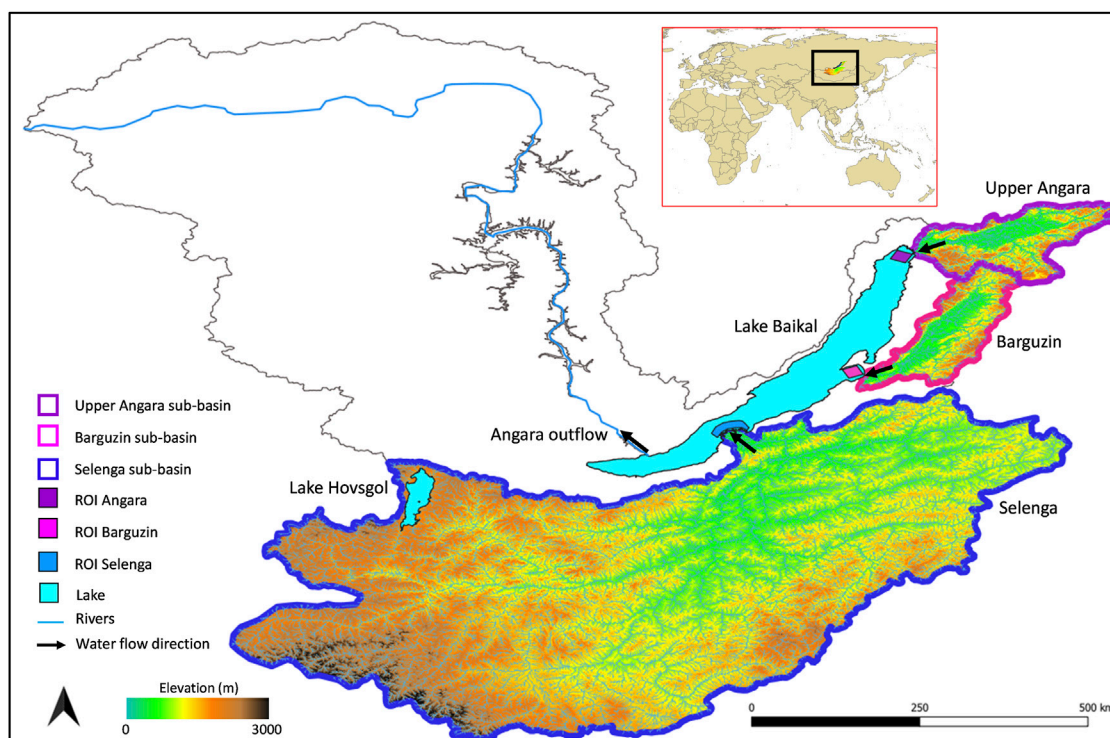 Upper Angara
Lake Baikal
Barguzin
Angara outflow
Lake Hovsgol
Selenga
Upper Angara sub-basin
Barguzin sub-basin
Selenga sub-basin
ROI Angara
ROI Barguzin
ROI Selenga
Lake
Rivers
Water flow direction
Elevation (m)
0
3000
0
250
500 km